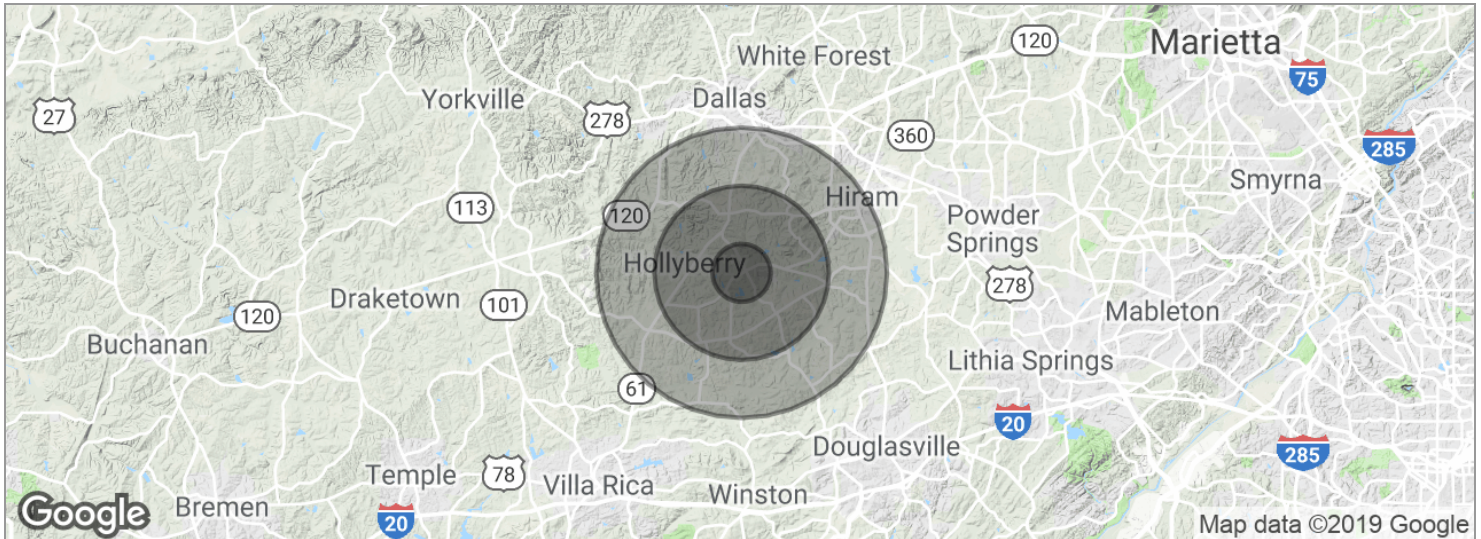 120
Marietta
White Forest
75
Yorkville
Dallas
27
278
360
285
Smyrna
Hiram
113
120
Powder
Springs
Hollyberry
278
Draketown
101
120
Mableton
Buchanan
Lithia Springs
61
20
Douglasville
285
Temple
78
Villa Rica
Winston
Bremen
20
Google
Map data ©2019 Google